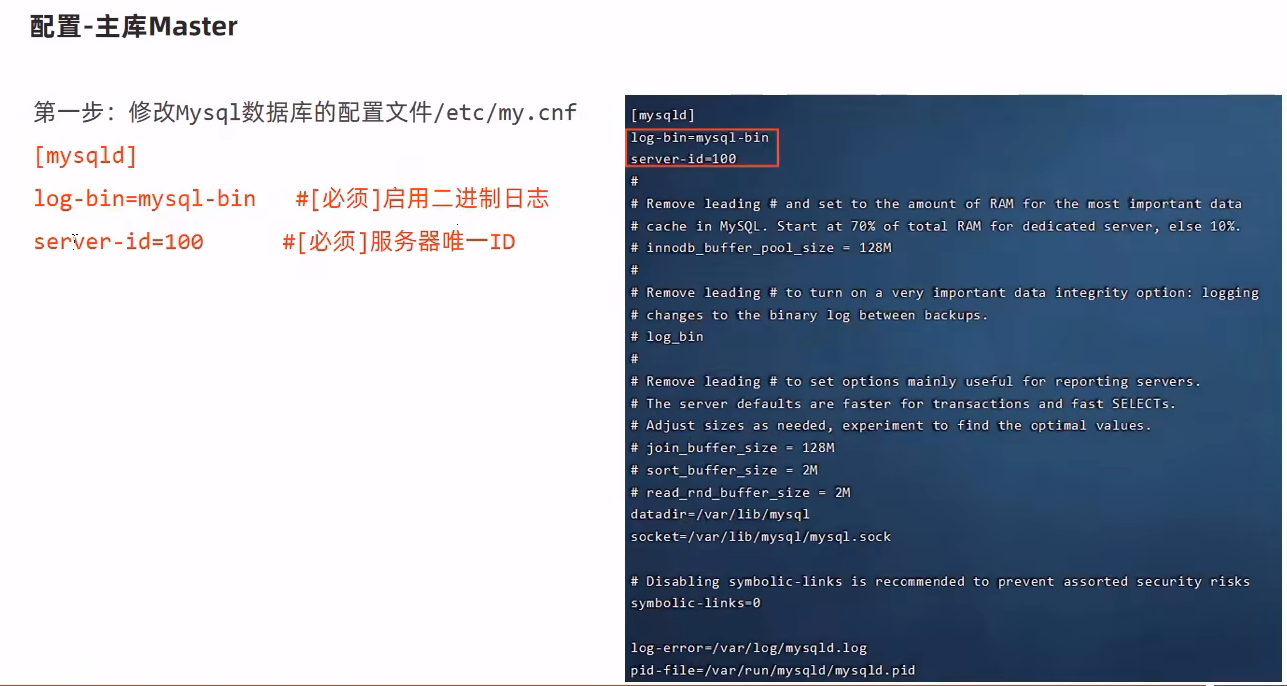 配置-主库Master
第一步：修改Mysql数据库的配置文件/etc/my.cnf
[mysqld]
log-bin=mysql-bin   #[必须]启用二进制日志
server-id=100      #[必须]服务器唯一ID
[mysqld]
log-bin=mysql-bin
server-id=100
#
# Remove leading # and set to the amount of RAM for the most important data
# cache in MySQL. Start at 70% of total RAM for dedicated server, else 10%.
# innodb_buffer_pool_size = 128M
#
# Remove leading # to turn on a very important data integrity option: logging
# changes to the binary log between backups.
# log_bin
#
# Remove leading # to set options mainly useful for reporting servers.
# The server defaults are faster for transactions and fast SELECTs.
# Adjust sizes as needed, experiment to find the optimal values.
# join_buffer_size = 128M
# sort_buffer_size = 2M
# read_rnd_buffer_size = 2M
datadir=/var/lib/mysql
socket=/var/lib/mysql/mysql.sock
# Disabling symbolic-links is recommended to prevent assorted security risks
symbolic-links=0
log-error=/var/log/mysqld.log
pid-file=/var/run/mysqld/mysqld.pid